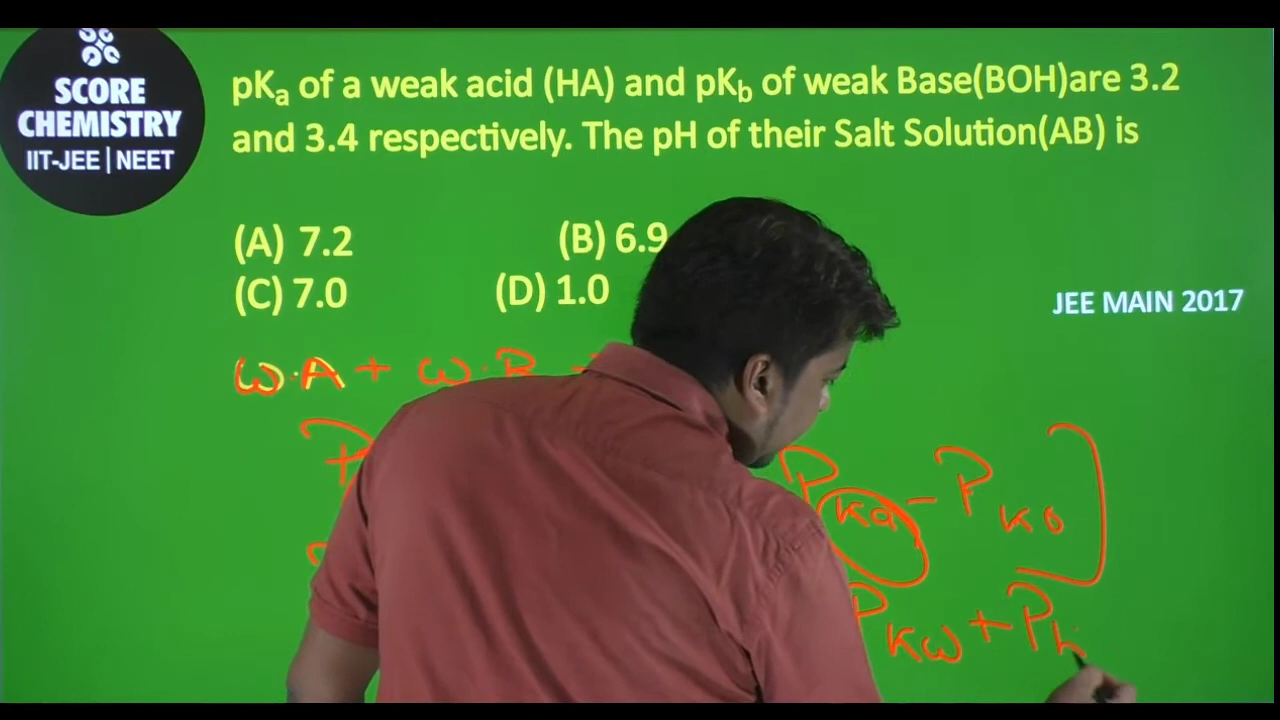 SCORE
CHEMISTRY
IIT-JEE | NEET
pKa of a weak acid (HA) and pKb of weak Base(BOH)are 3.2
and 3.4 respectively. The pH of their Salt Solution(AB) is
(A) 7.2
(B) 6.9
(C) 7.0
(D) 1.0
JEE MAIN 2017
W.A + W.B
P
PKa - PKb ]
PKW + Pk